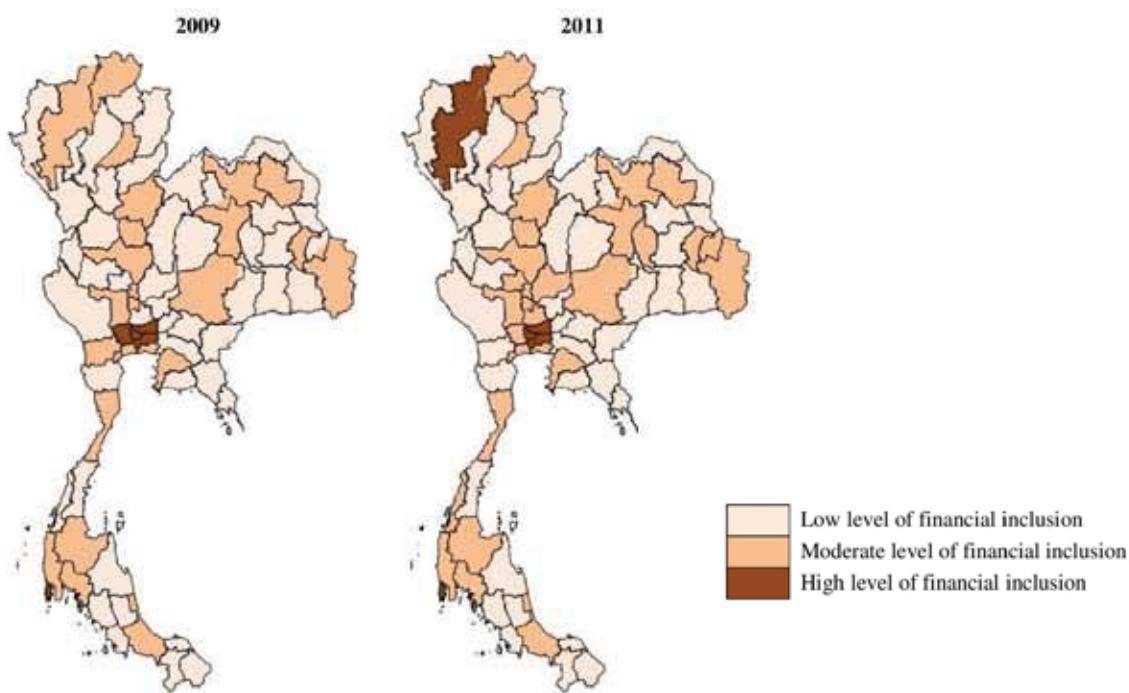 2009
2011
Low level of financial inclusion
Moderate level of financial inclusion
High level of financial inclusion